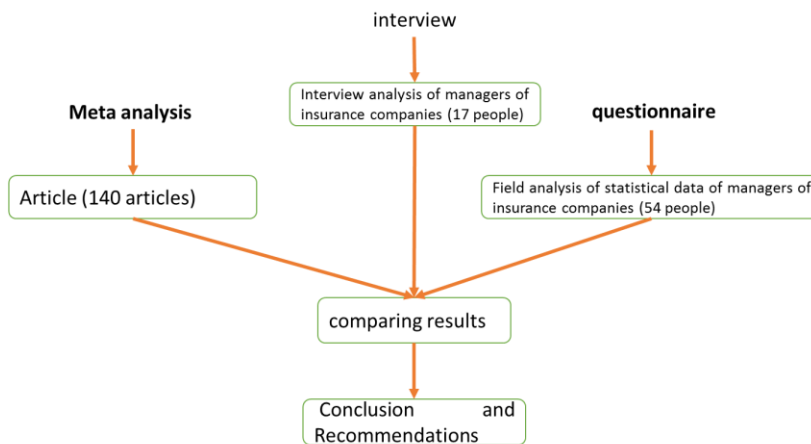 interview
Interview analysis of managers of
insurance companies (17 people)
Meta analysis
questionnaire
Article (140 articles)
Field analysis of statistical data of managers of
insurance companies (54 people)
comparing results
Conclusion and
Recommendations